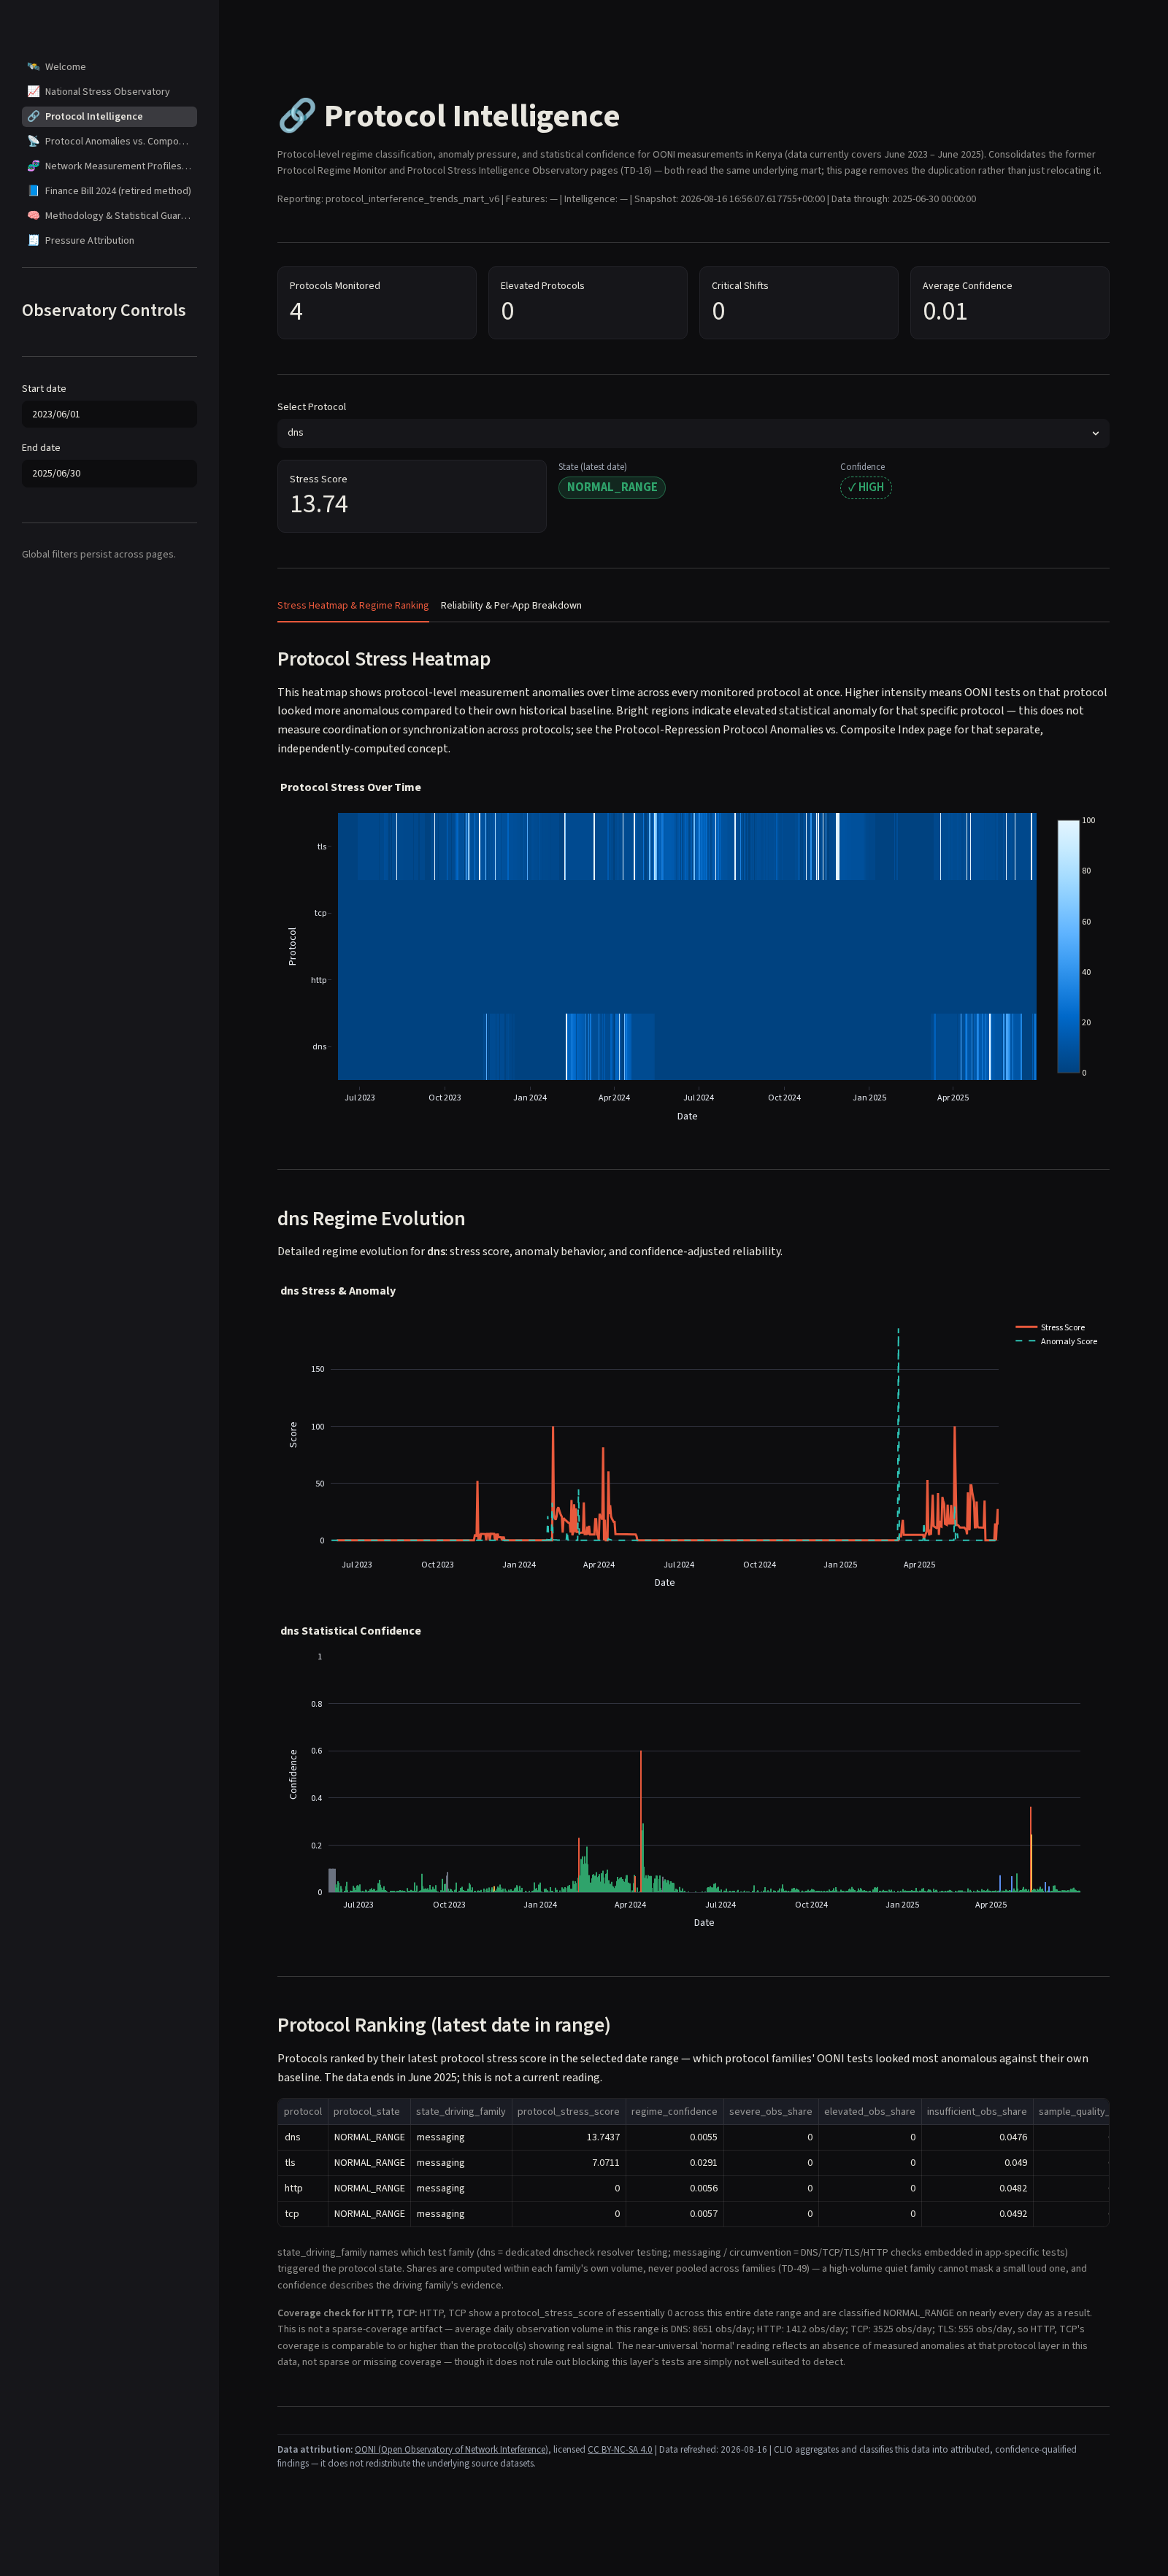 Welcome
National Stress Observatory
Protocol Intelligence
Protocol Anomalies vs. Compo…
Network Measurement Profiles…
Finance Bill 2024 (retired method)
Methodology & Statistical Guar…
Pressure Attribution
Observatory Controls
Start date
2023/06/01
End date
2025/06/30
Global filters persist across pages.
Protocol Intelligence
Protocol-level regime classification, anomaly pressure, and statistical confidence for OONI measurements in Kenya (data currently covers June 2023 – June 2025). Consolidates the former
Protocol Regime Monitor and Protocol Stress Intelligence Observatory pages (TD-16) — both read the same underlying mart; this page removes the duplication rather than just relocating it.
Reporting: protocol_interference_trends_mart_v6 | Features: — | Intelligence: — | Snapshot: 2026-08-16 16:56:07.617755+00:00 | Data through: 2025-06-30 00:00:00
Protocols Monitored
4
Elevated Protocols
0
Critical Shifts
0
Average Confidence
0.01
Select Protocol
dns
Stress Score
13.74
State (latest date)
NORMAL_RANGE
Confidence
✓ HIGH
Stress Heatmap & Regime Ranking
Reliability & Per-App Breakdown
Protocol Stress Heatmap
This heatmap shows protocol-level measurement anomalies over time across every monitored protocol at once. Higher intensity means OONI tests on that protocol
looked more anomalous compared to their own historical baseline. Bright regions indicate elevated statistical anomaly for that specific protocol — this does not
measure coordination or synchronization across protocols; see the Protocol-Repression Protocol Anomalies vs. Composite Index page for that separate,
independently-computed concept.
Protocol Stress Over Time
tls
tcp
http
dns
Protocol
Jul 2023 Oct 2023 Jan 2024 Apr 2024 Jul 2024 Oct 2024 Jan 2025 Apr 2025
Date
100
80
60
40
20
0
dns Regime Evolution
Detailed regime evolution for dns: stress score, anomaly behavior, and confidence-adjusted reliability.
dns Stress & Anomaly
Stress Score
Anomaly Score
150
100
50
0
Score
Jul 2023 Oct 2023 Jan 2024 Apr 2024 Jul 2024 Oct 2024 Jan 2025 Apr 2025
Date
dns Statistical Confidence
1
0.8
0.6
0.4
0.2
0
Confidence
Jul 2023 Oct 2023 Jan 2024 Apr 2024 Jul 2024 Oct 2024 Jan 2025 Apr 2025
Date
Protocol Ranking (latest date in range)
Protocols ranked by their latest protocol stress score in the selected date range — which protocol families' OONI tests looked most anomalous against their own
baseline. The data ends in June 2025; this is not a current reading.
protocol protocol_state state_driving_family protocol_stress_score regime_confidence severe_obs_share elevated_obs_share insufficient_obs_share sample_quality_
dns NORMAL_RANGE messaging 13.7437 0.0055 0 0 0.0476
tls NORMAL_RANGE messaging 7.0711 0.0291 0 0 0.049
http NORMAL_RANGE messaging 0 0.0056 0 0 0.0482
tcp NORMAL_RANGE messaging 0 0.0057 0 0 0.0492
state_driving_family names which test family (dns = dedicated dnscheck resolver testing; messaging / circumvention = DNS/TCP/TLS/HTTP checks embedded in app-specific tests)
triggered the protocol state. Shares are computed within each family's own volume, never pooled across families (TD-49) — a high-volume quiet family cannot mask a small loud one, and
confidence describes the driving family's evidence.
Coverage check for HTTP, TCP: HTTP, TCP show a protocol_stress_score of essentially 0 across this entire date range and are classified NORMAL_RANGE on nearly every day as a result.
This is not a sparse-coverage artifact — average daily observation volume in this range is DNS: 8651 obs/day; HTTP: 1412 obs/day; TCP: 3525 obs/day; TLS: 555 obs/day, so HTTP, TCP's
coverage is comparable to or higher than the protocol(s) showing real signal. The near-universal 'normal' reading reflects an absence of measured anomalies at that protocol layer in this
data, not sparse or missing coverage — though it does not rule out blocking this layer's tests are simply not well-suited to detect.
Data attribution: OONI (Open Observatory of Network Interference), licensed CC BY-NC-SA 4.0 | Data refreshed: 2026-08-16 | CLIO aggregates and classifies this data into attributed, confidence-qualified
findings — it does not redistribute the underlying source datasets.